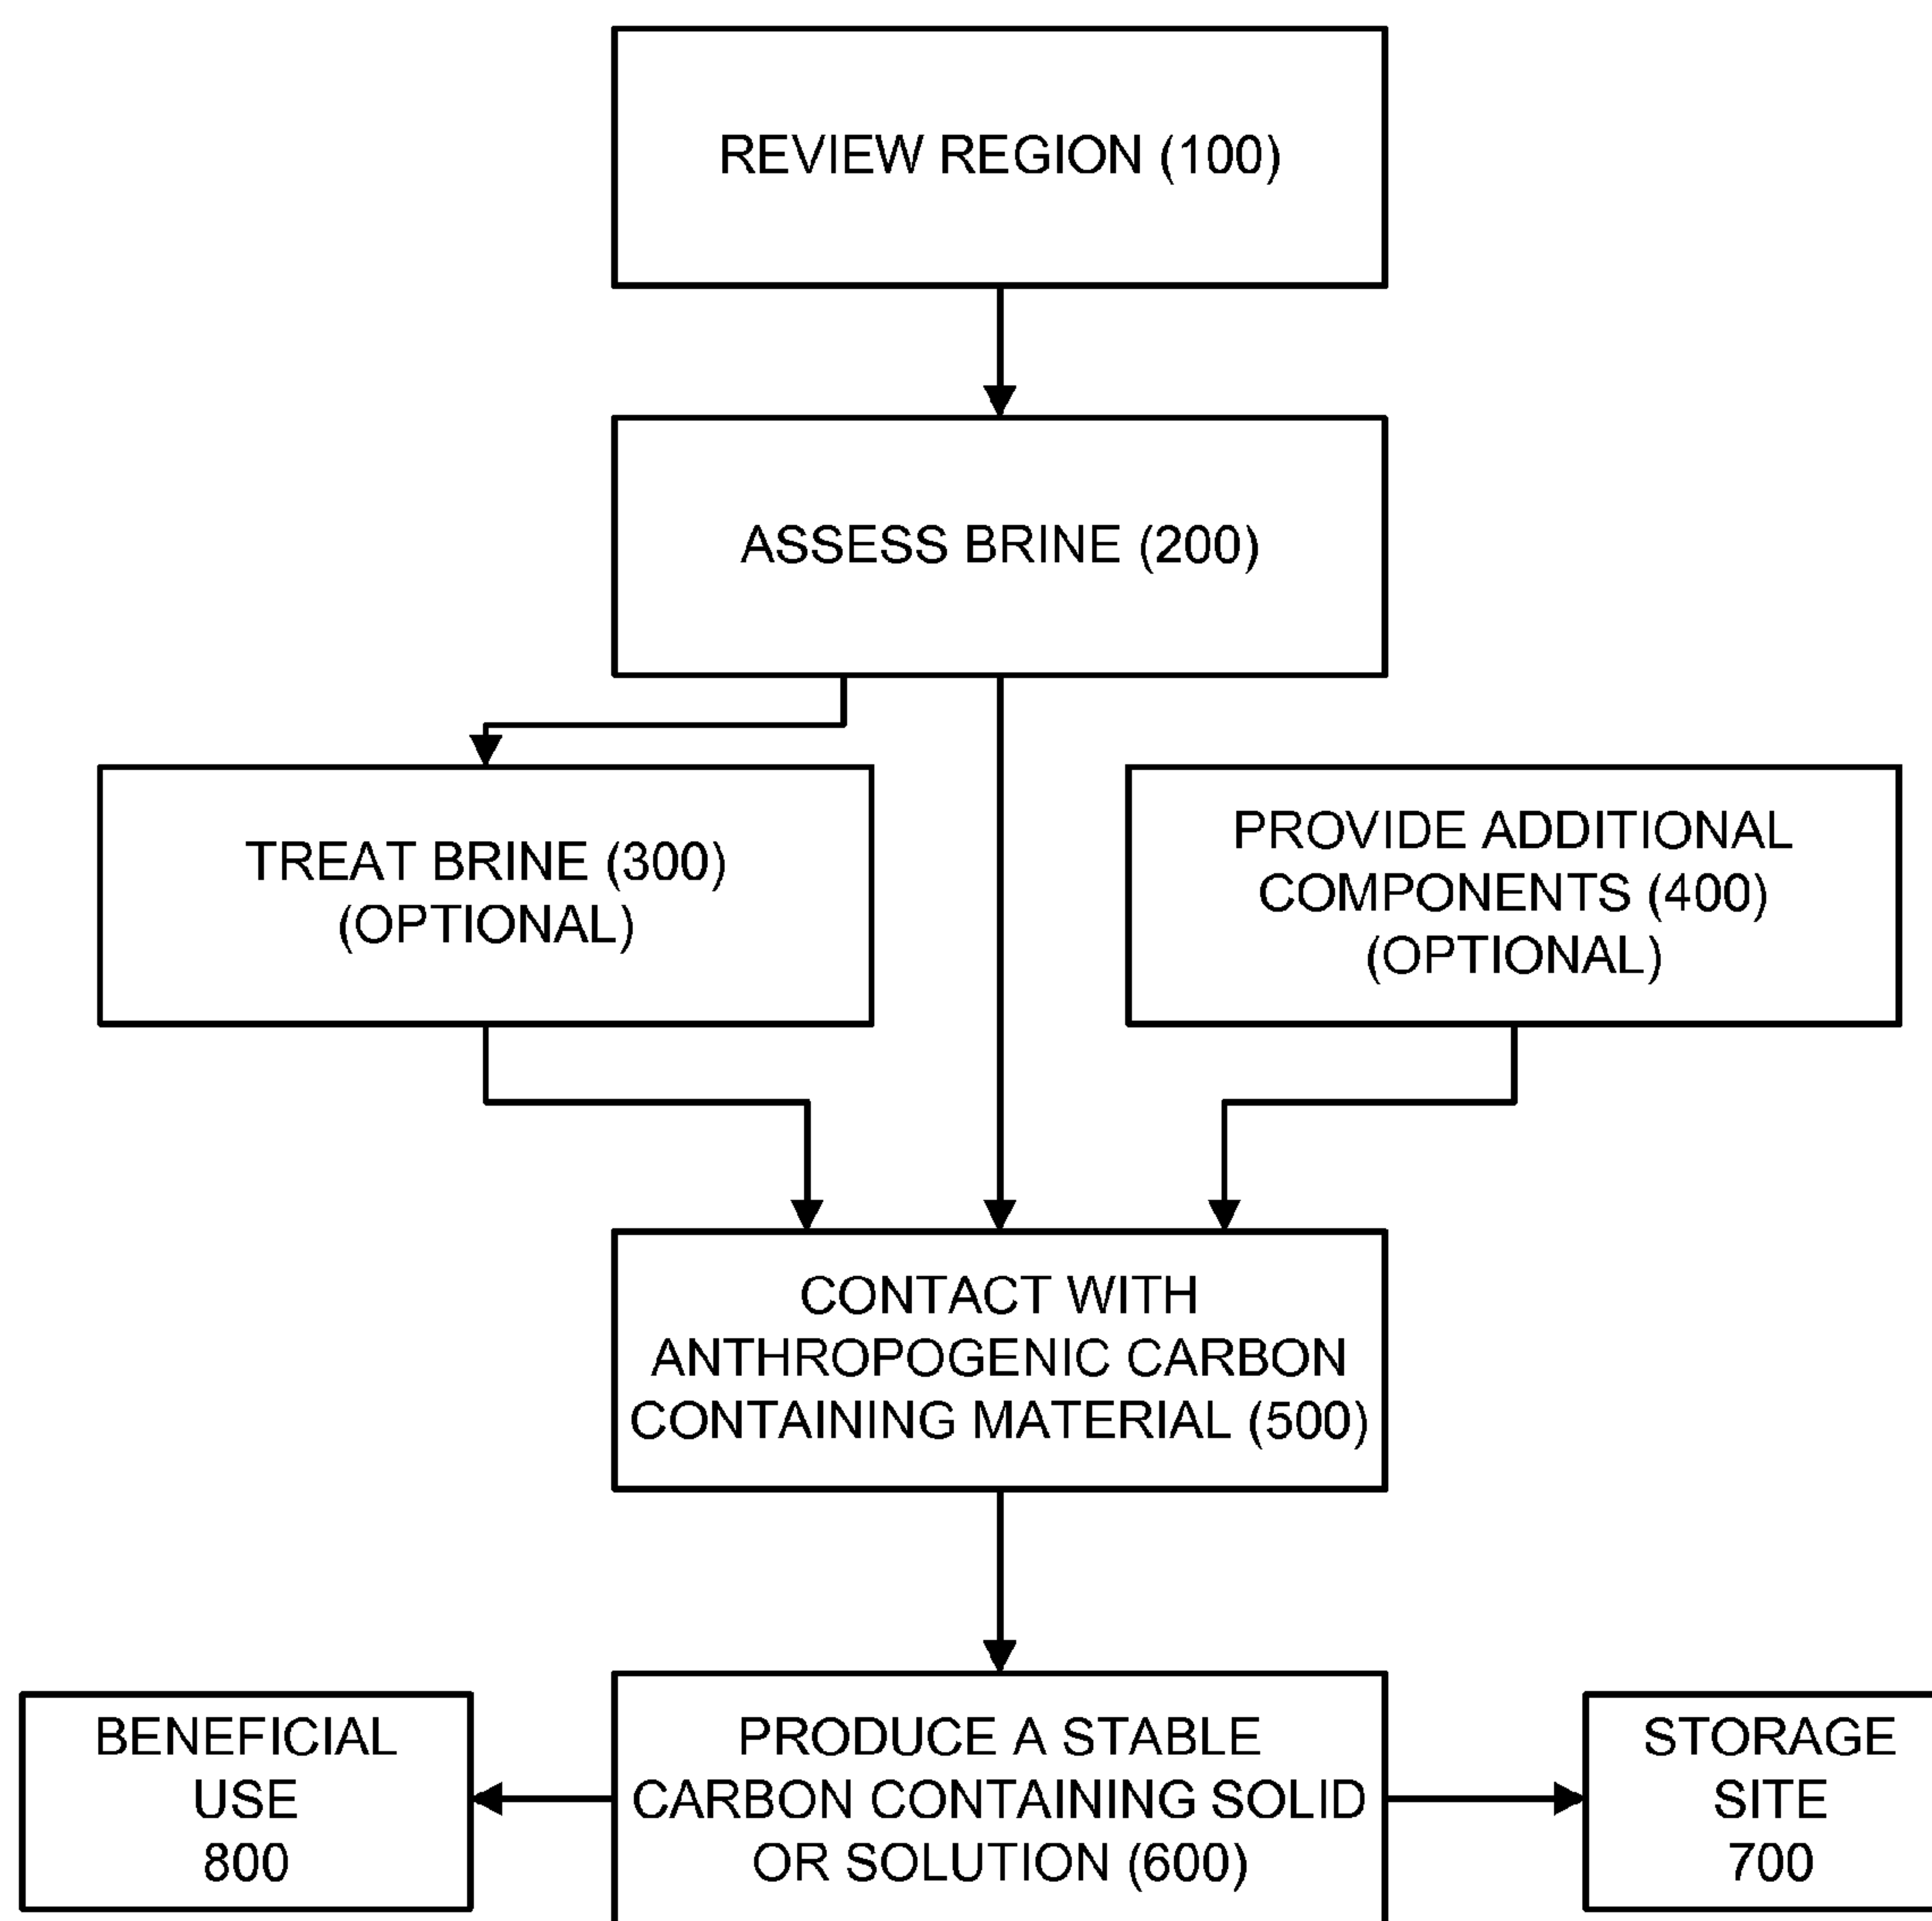 REVIEW REGION (100)
ASSESS BRINE (200)
TREAT BRINE (300)
(OPTIONAL)
PROVIDE ADDITIONAL
COMPONENTS (400)
(OPTIONAL)
CONTACT WITH
ANTHROPOGENIC CARBON
CONTAINING MATERIAL (500)
BENEFICIAL
USE
800
PRODUCE A STABLE
CARBON CONTAINING SOLID
OR SOLUTION (600)
STORAGE
SITE
700